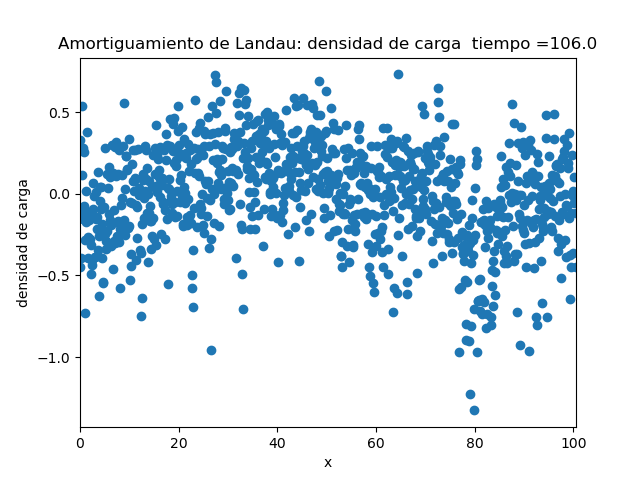 Amortiguamiento de Landau: densidad de carga  tiempo =106.0
densidad de carga
0.5
0.0
−0.5
−1.0
0 20 40 60 80 100
x